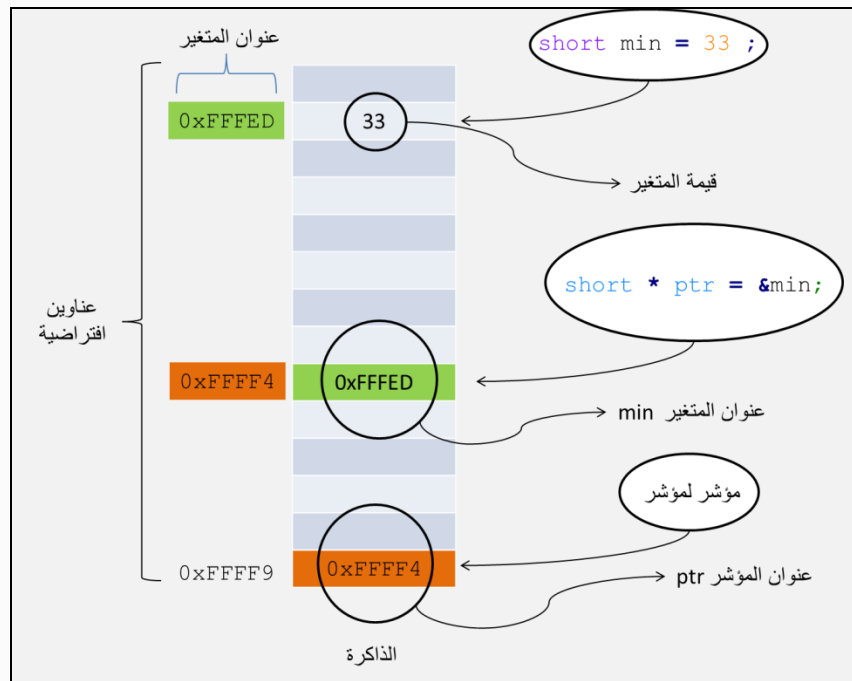 عنوان المتغير
short min = 33 ;
0xFFFED
33
قيمة المتغير
short * ptr = &min;
عناوين
افتراضية
0xFFFF4
0xFFFED
عنوان المتغير min
مؤشر لمؤشر
0xFFFF9
0xFFFF4
عنوان المؤشر ptr
الذاكرة